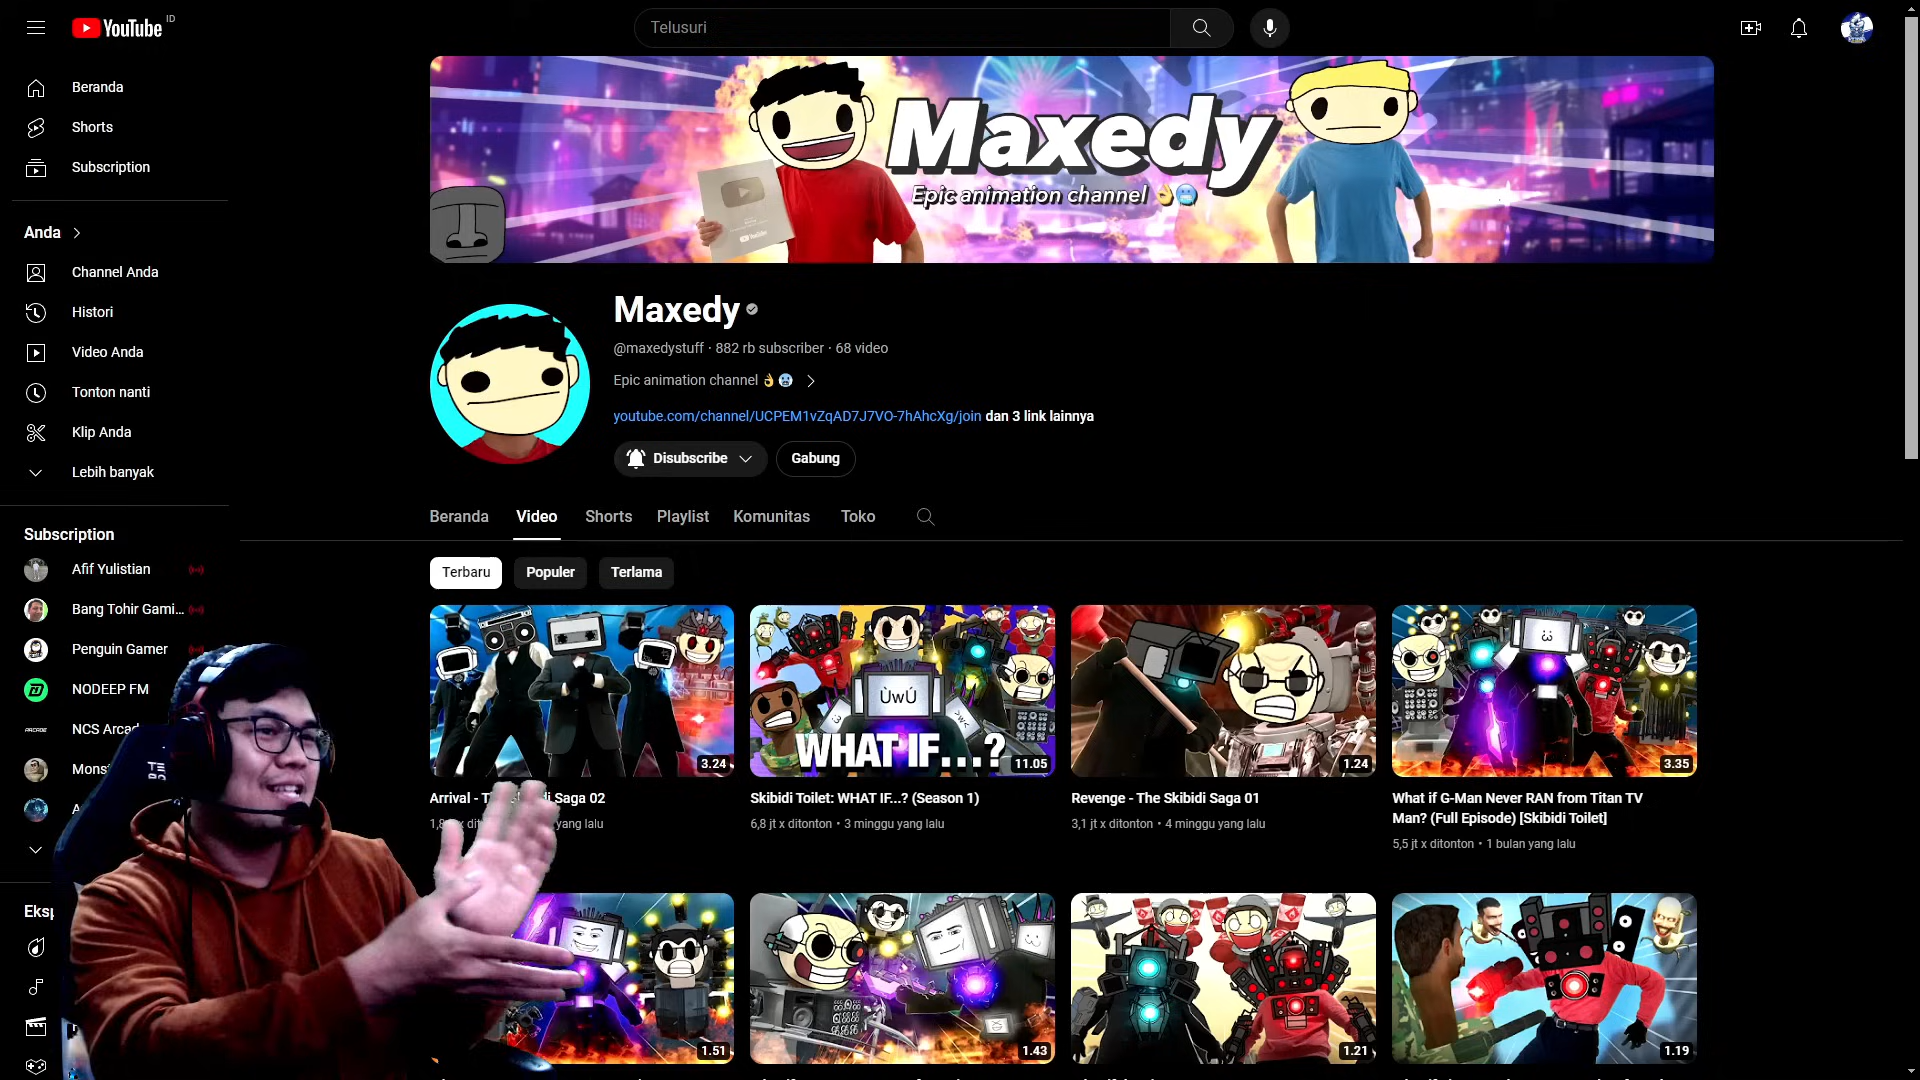 YouTube ID
Telusuri
Beranda
Shorts
Subscription
Anda
Channel Anda
Histori
Video Anda
Tonton nanti
Klip Anda
Lebih banyak
Subscription
Afif Yulistian
Bang Tohir Gami...
Penguin Gamer
NODEEP FM
ARCADE
Maxedy
Epic animation channel 👌🥶
Maxedy
@maxedystuff · 882 rb subscriber · 68 video
Epic animation channel 👌🥶
youtube.com/channel/UCPEM1vZqAD7J7VO-7hAhcXg/join dan 3 link lainnya
Disubscribe
Gabung
Beranda Video Shorts Playlist Komunitas Toko
Terbaru Populer Terlama
3.24
ÙwÚ
WHAT IF...?
11.05
1.24
3.35
Arrival - Saga 02
yang lalu
Skibidi Toilet: WHAT IF...? (Season 1)
6,8 jt x ditonton • 3 minggu yang lalu
Revenge - The Skibidi Saga 01
3,1 jt x ditonton • 4 minggu yang lalu
What if G-Man Never RAN from Titan TV
Man? (Full Episode) [Skibidi Toilet]
5,5 jt x ditonton • 1 bulan yang lalu
1.51
1.43
1.21
1.19